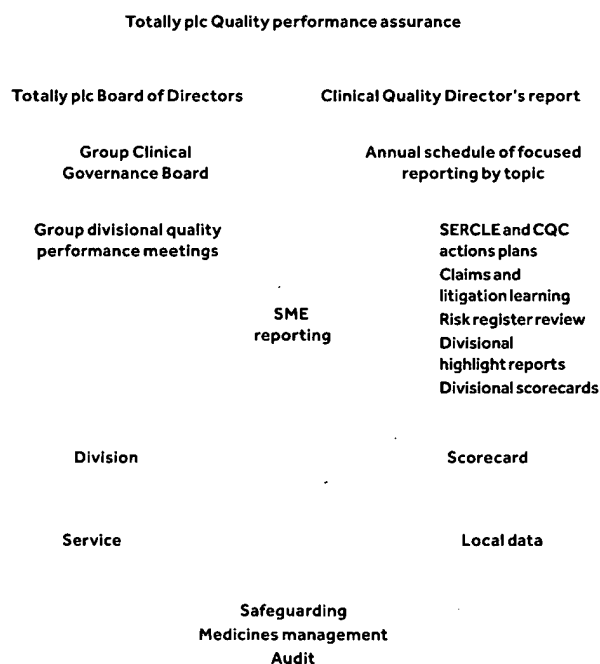 Totally plc Quality performance assurance
Totally plc Board of Directors
Clinical Quality Director's report
Group Clinical
Governance Board
Annual schedule of focused
reporting by topic
Group divisional quality
performance meetings
SERCLE and CQC
actions plans
Claims and
litigation learning
Risk register review
Divisional
highlight reports
Divisional scorecards
SME
reporting
Division
Scorecard
Service
Local data
Safeguarding
Medicines management
Audit